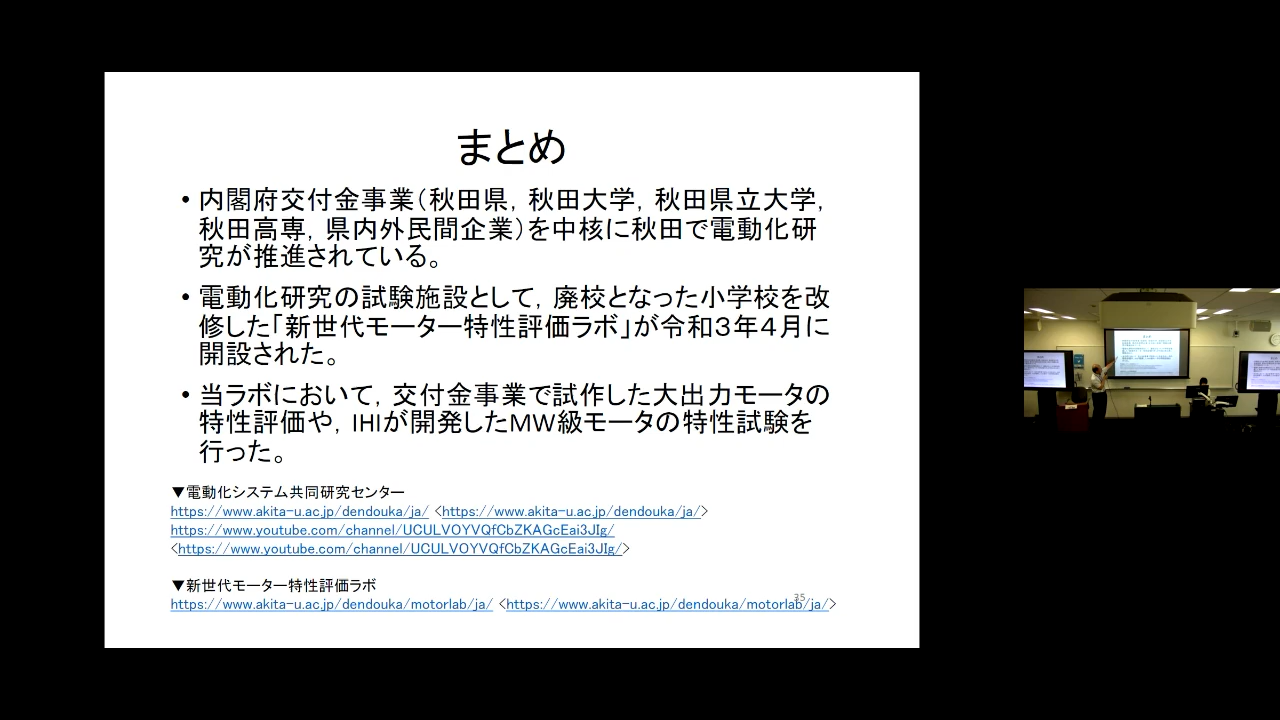 まとめ
• 内閣府交付金事業（秋田県，秋田大学，秋田県立大学，
秋田高専，県内外民間企業）を中核に秋田で電動化研
究が推進されている。
• 電動化研究の試験施設として，廃校となった小学校を改
修した「新世代モーター特性評価ラボ」が令和３年４月に
開設された。
• 当ラボにおいて，交付金事業で試作した大出力モータの
特性評価や，IHIが開発したMW級モータの特性試験を
行った。
▼電動化システム共同研究センター
https://www.akita-u.ac.jp/dendouka/ja/ <https://www.akita-u.ac.jp/dendouka/ja/>
https://www.youtube.com/channel/UCULVOYVQfCbZKAGcEai3JIg/
<https://www.youtube.com/channel/UCULVOYVQfCbZKAGcEai3JIg/>
▼新世代モーター特性評価ラボ
https://www.akita-u.ac.jp/dendouka/motorlab/ja/ <https://www.akita-u.ac.jp/dendouka/motorlab/ja/>
35